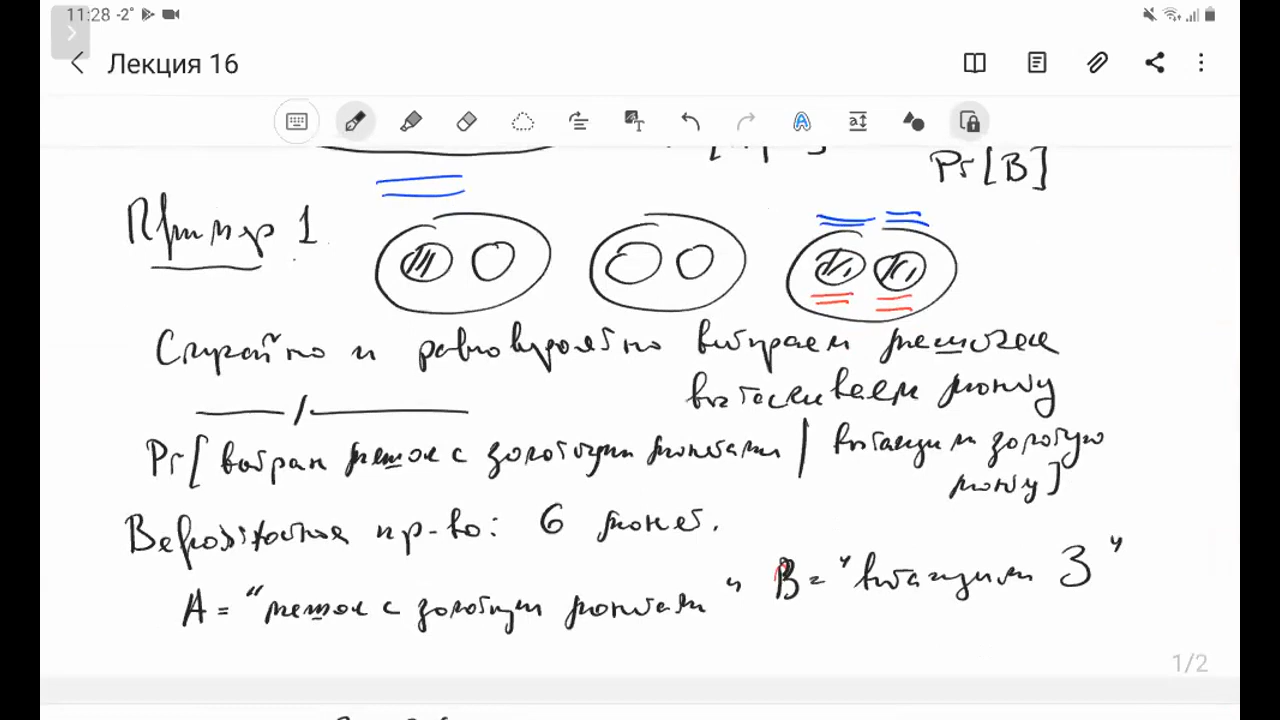 11:28 -2°
Лекция 16
Pr[B]
Пример 1
Случайно и равновероятно выбираем мешочек
вытаскиваем монету
Pr[выбран мешок с золотыми монетами | вытащили золотую
монету]
Вероятностное пр-во: 6 монет.
A = "мешок с золотыми монетами" B = "вытащили З"
1/2